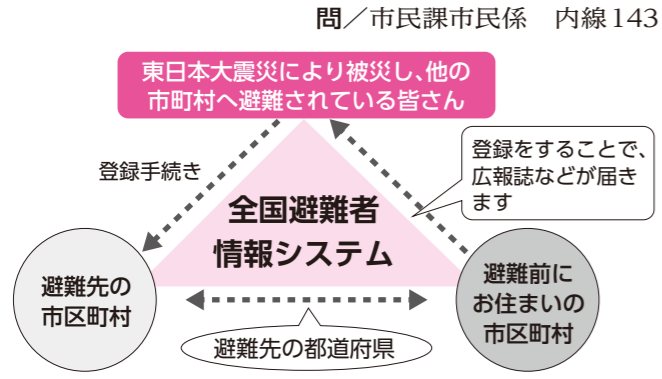 問／市民課市民係　内線143
東日本大震災により被災し、他の
市町村へ避難されている皆さん
登録手続き
登録をすることで、
広報誌などが届き
ます
全国避難者
情報システム
避難先の
市区町村
避難前に
お住まいの
市区町村
避難先の都道府県